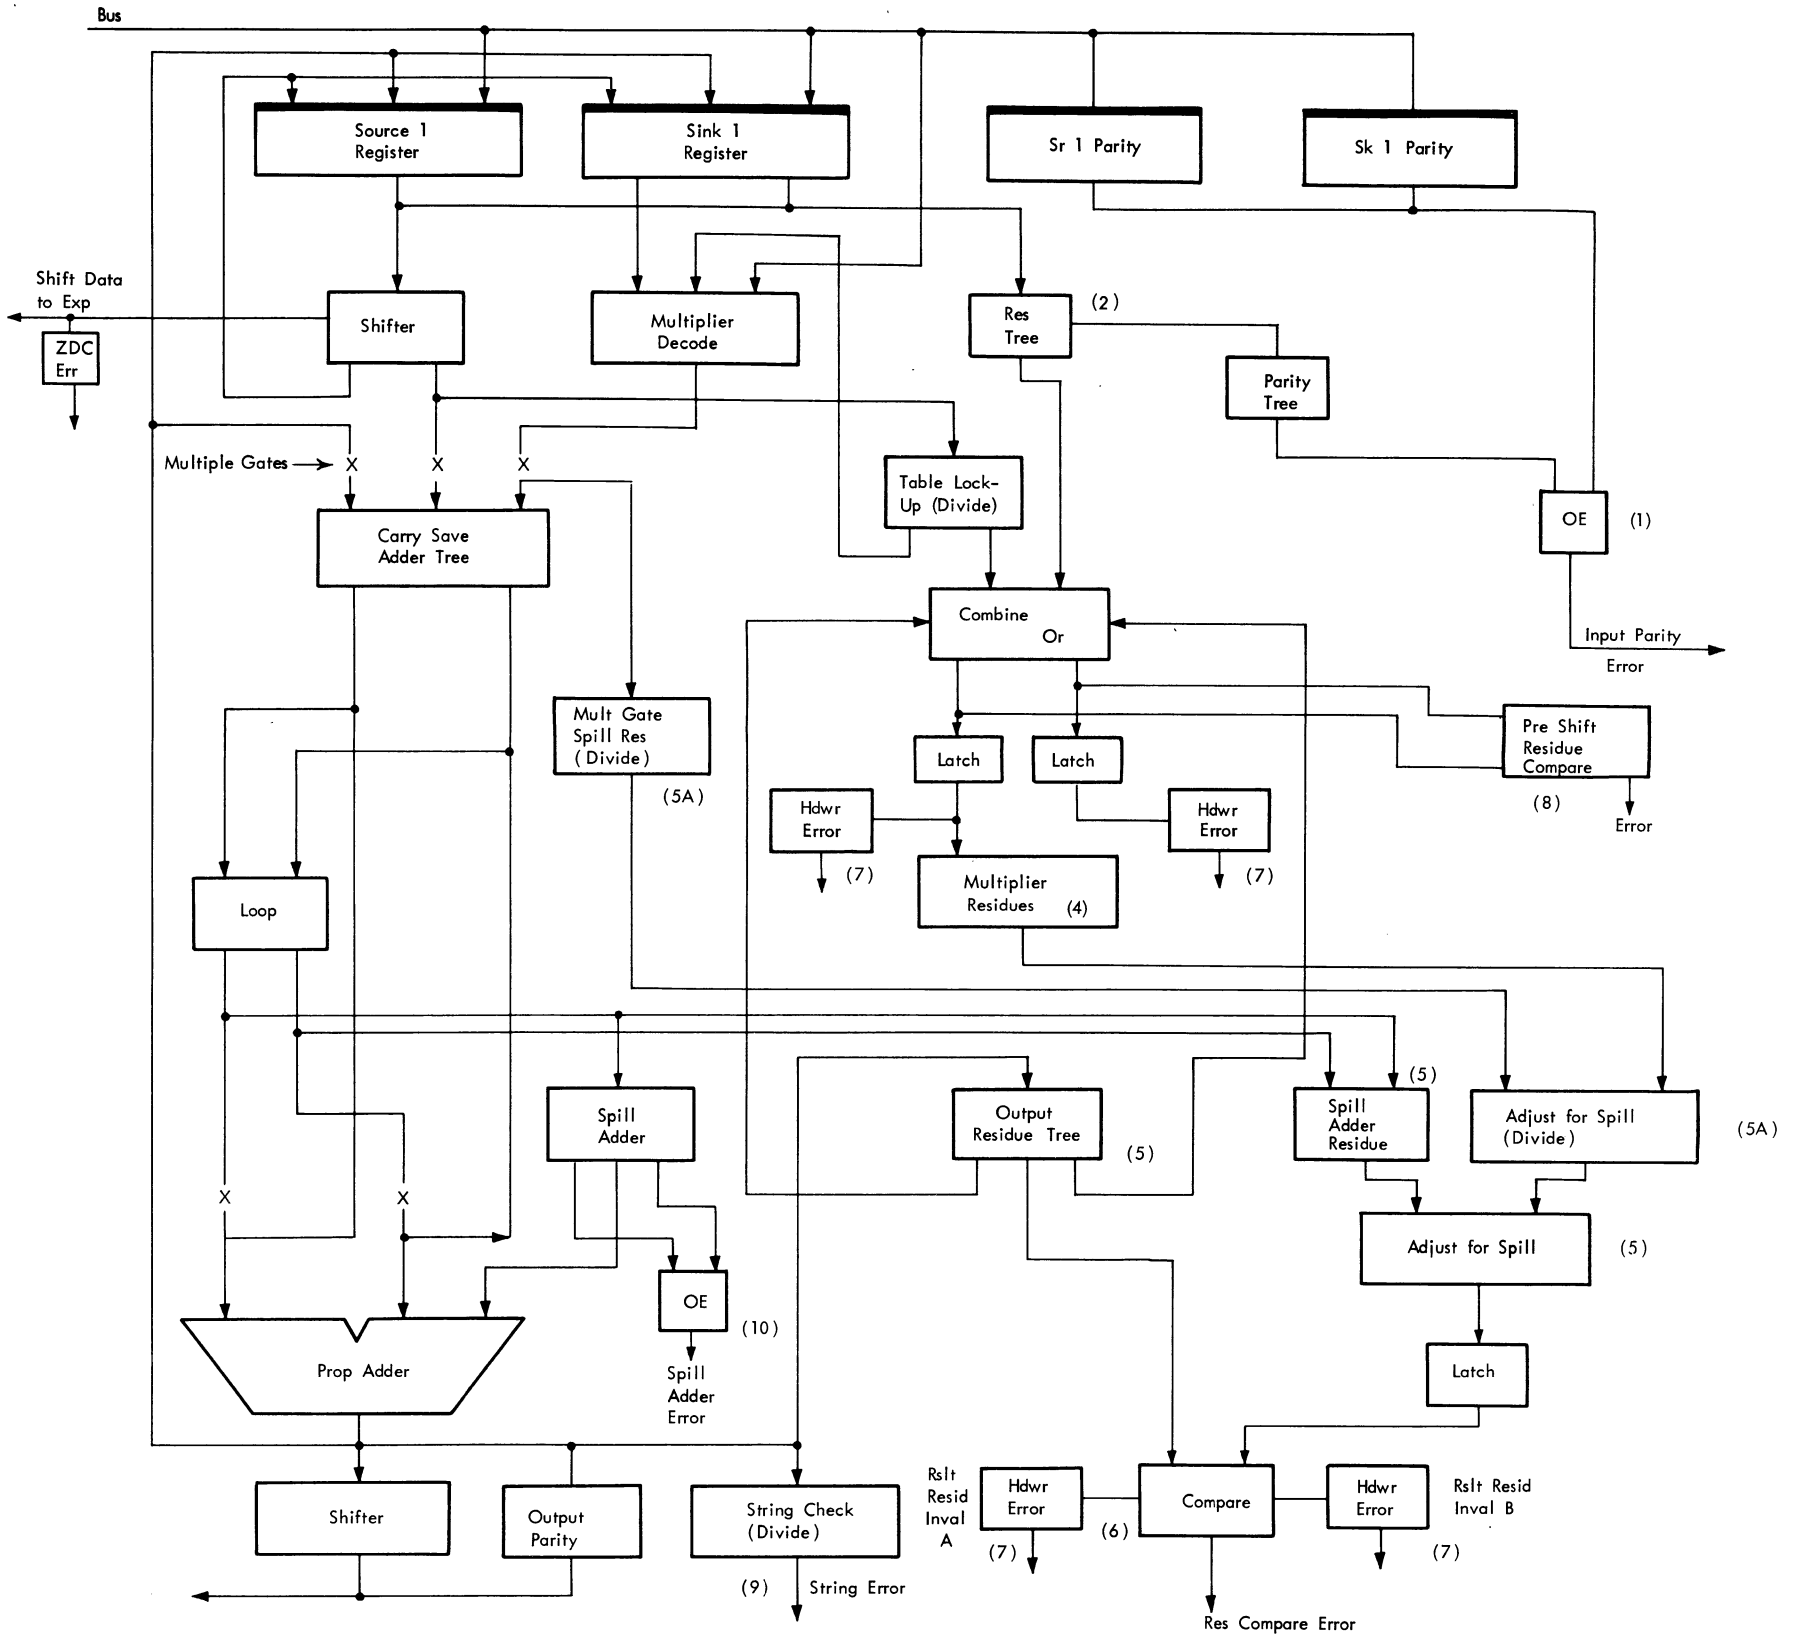 Bus
Source 1
Register
Sink 1
Register
Sr 1 Parity
Sk 1 Parity
Shift Data
to Exp
ZDC
Err
Shifter
Multiplier
Decode
Res
Tree
(2)
Parity
Tree
Multiple Gates
X
X
X
Table Lock-
Up (Divide)
OE
(1)
Carry Save
Adder Tree
Combine
Or
Input Parity
Error
Mult Gate
Spill Res
(Divide)
(5A)
Latch
Latch
Pre Shift
Residue
Compare
(8)
Error
Hdwr
Error
(7)
Hdwr
Error
(7)
Multiplier
Residues (4)
Loop
Spill
Adder
Output
Residue Tree
(5)
Spill
Adder
Residue
(5)
Adjust for Spill
(Divide)
(5A)
X
X
Adjust for Spill
(5)
OE
(10)
Spill
Adder
Error
Prop Adder
Latch
Shifter
Output
Parity
String Check
(Divide)
(9)
String Error
Rslt
Resid
Inval
A
Hdwr
Error
(7)
(6)
Compare
Hdwr
Error
(7)
Rslt Resid
Inval B
Res Compare Error